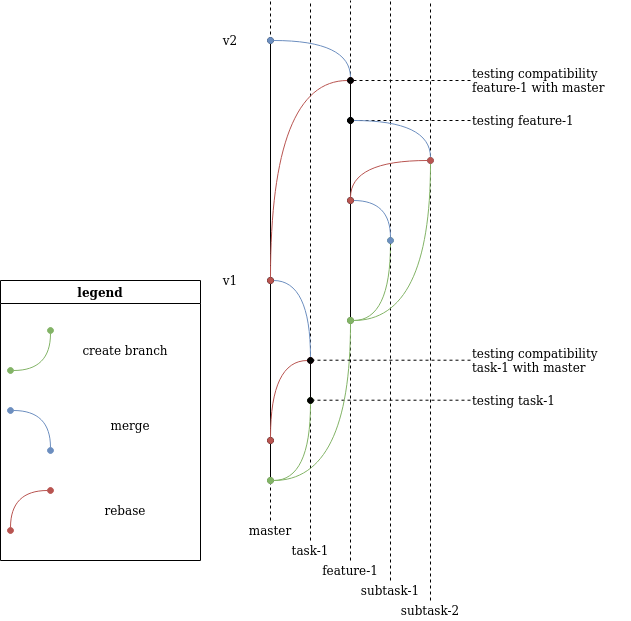 v2
testing compatibility
feature-1 with master
testing feature-1
v1
legend
create branch
merge
rebase
testing compatibility
task-1 with master
testing task-1
master
task-1
feature-1
subtask-1
subtask-2